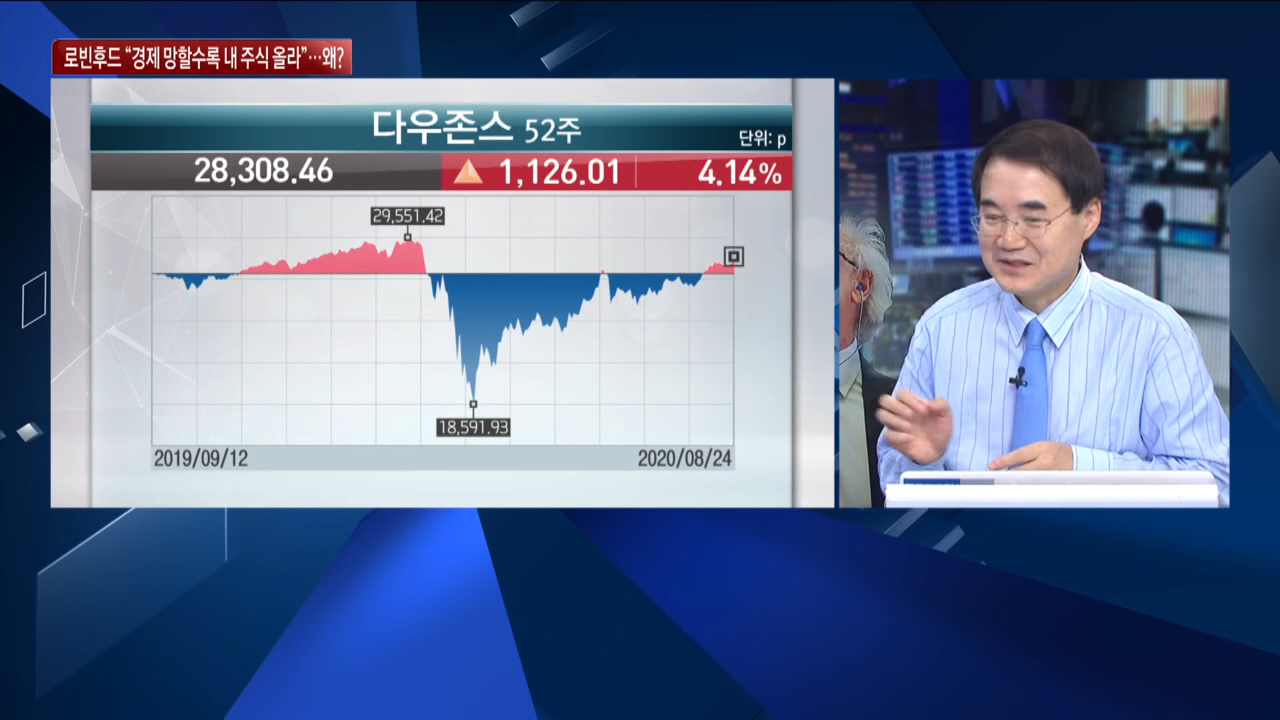 로빈후드 “경제 망할수록 내 주식 올라”…왜?
다우존스 52주
단위: p
28,308.46 1,126.01 4.14%
29,551.42
18,591.93
2019/09/12 2020/08/24